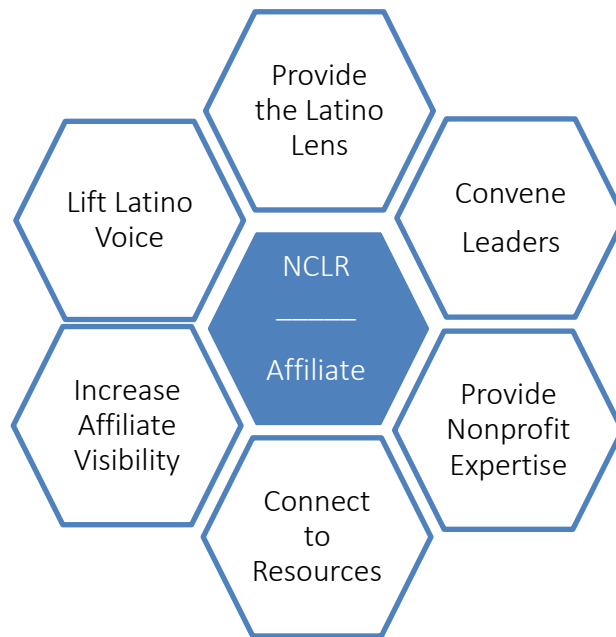 Provide
the Latino
Lens
Convene
Leaders
Lift Latino
Voice
NCLR
______
Affiliate
Provide
Nonprofit
Expertise
Increase
Affiliate
Visibility
Connect
to
Resources